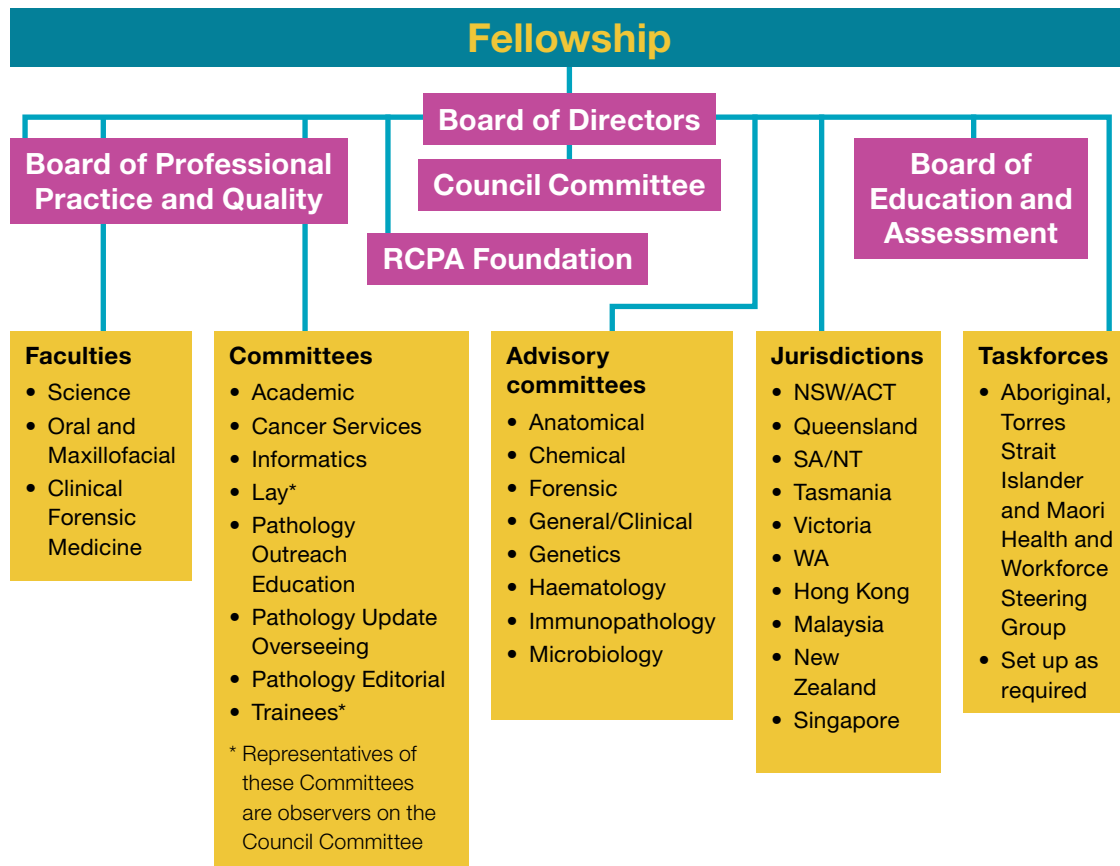 Fellowship
Board of Directors
Board of Professional
Practice and Quality
Council Committee
Board of
Education and
Assessment
RCPA Foundation
Faculties
• Science
• Oral and
Maxillofacial
• Clinical
Forensic
Medicine
Committees
• Academic
• Cancer Services
• Informatics
• Lay*
• Pathology
Outreach
Education
• Pathology Update
Overseeing
• Pathology Editorial
• Trainees*
* Representatives of
these Committees
are observers on the
Council Committee
Advisory
committees
• Anatomical
• Chemical
• Forensic
• General/Clinical
• Genetics
• Haematology
• Immunopathology
• Microbiology
Jurisdictions
• NSW/ACT
• Queensland
• SA/NT
• Tasmania
• Victoria
• WA
• Hong Kong
• Malaysia
• New
Zealand
• Singapore
Taskforces
• Aboriginal,
Torres
Strait
Islander
and Maori
Health and
Workforce
Steering
Group
• Set up as
required